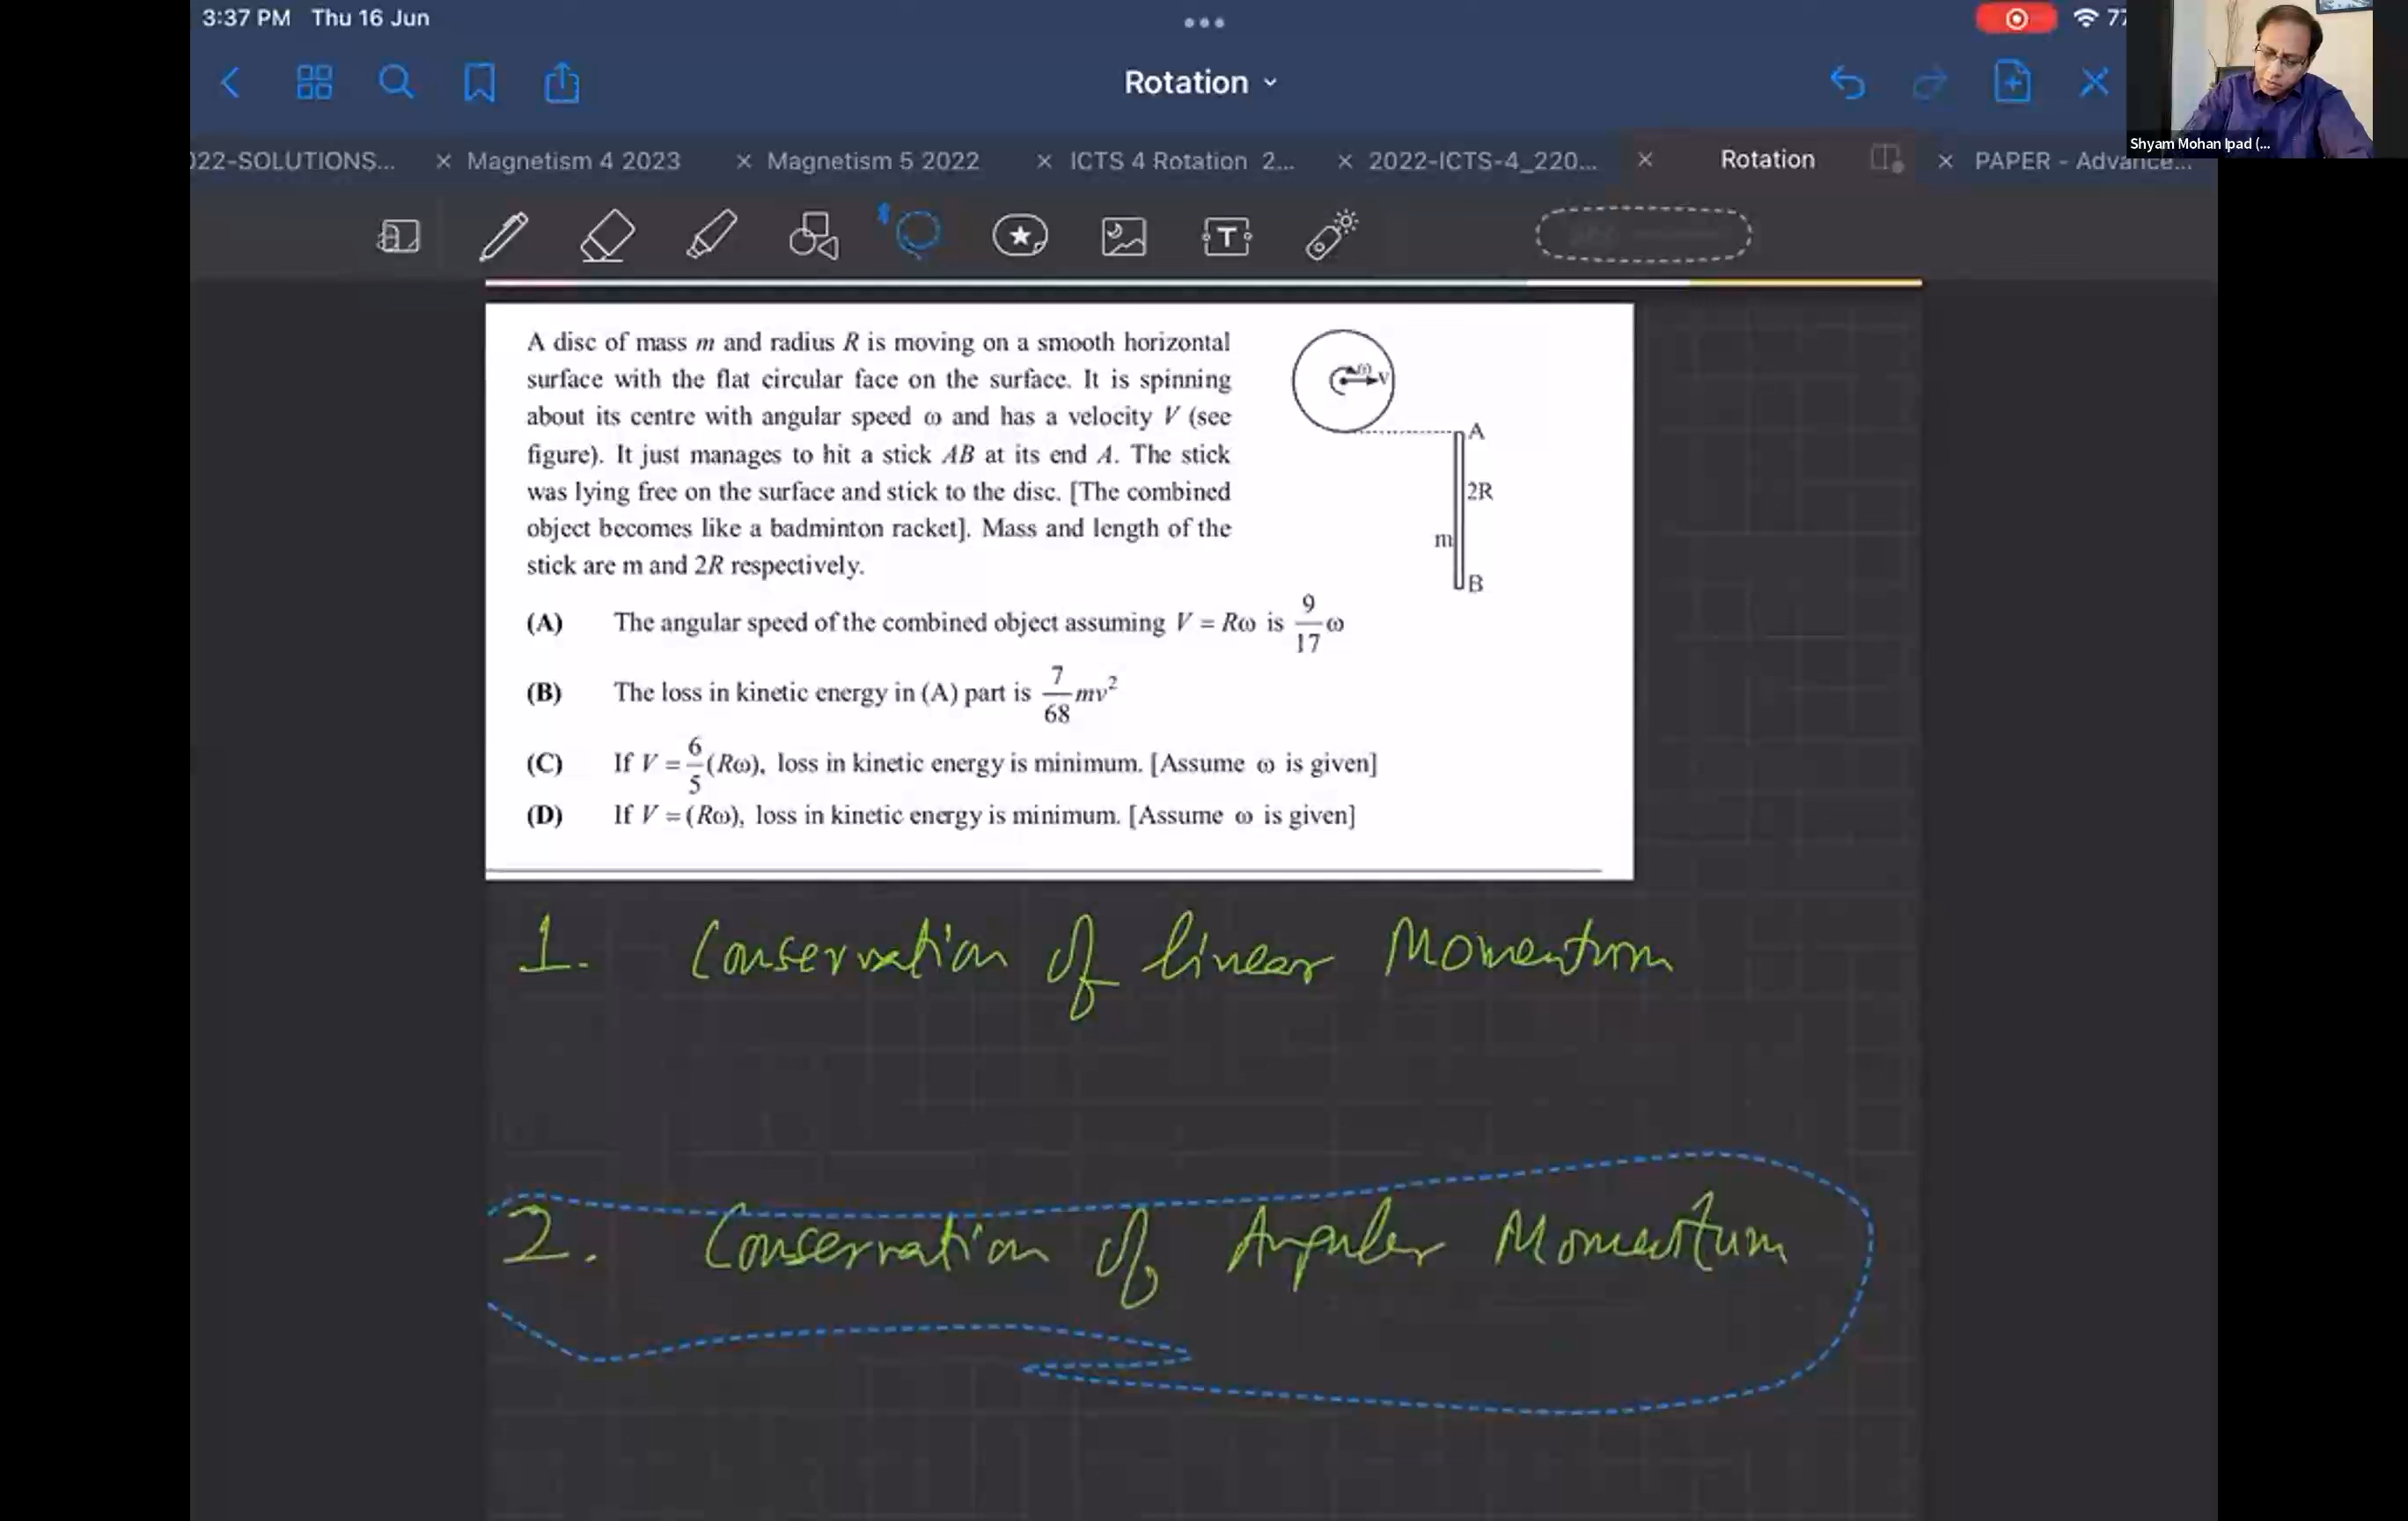 3:37 PM Thu 16 Jun
77
Rotation
Shyam Mohan Ipad (...
022-SOLUTIONS...
Magnetism 4 2023
Magnetism 5 2022
ICTS 4 Rotation 2...
2022-ICTS-4_220...
Rotation
PAPER - Advance...
A disc of mass m and radius R is moving on a smooth horizontal
surface with the flat circular face on the surface. It is spinning
about its centre with angular speed ω and has a velocity V (see
figure). It just manages to hit a stick AB at its end A. The stick
was lying free on the surface and stick to the disc. [The combined
object becomes like a badminton racket]. Mass and length of the
stick are m and 2R respectively.
ω
V
A
2R
m
B
(A) The angular speed of the combined object assuming V = Rω is 9/17 ω
(B) The loss in kinetic energy in (A) part is 7/68 mv²
(C) If V = 6/5 (Rω), loss in kinetic energy is minimum. [Assume ω is given]
(D) If V = (Rω), loss in kinetic energy is minimum. [Assume ω is given]
1. Conservation of linear Momentum
2. Conservation of Angular Momentum